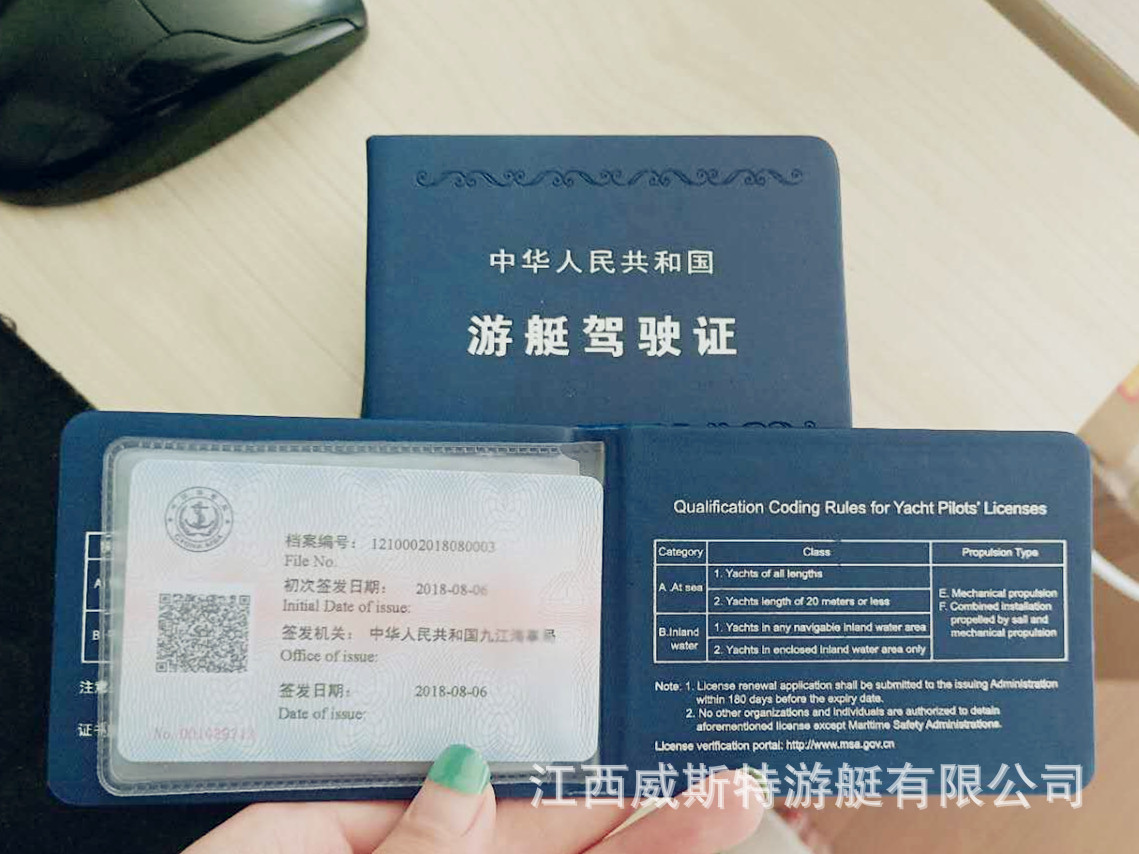 中华人民共和国
游艇驾驶证
档案编号： 1210002018080003
File No.
初次签发日期： 2018-08-06
Initial Date of issue:
签发机关： 中华人民共和国九江海事局
Office of issue:
签发日期： 2018-08-06
Date of issue:
A
B
注意
证书
Qualification Coding Rules for Yacht Pilots' Licenses
Category Class Propulsion Type
A .At sea
1. Yachts of all lengths
2. Yachts length of 20 meters or less
B.Inland
water
1. Yachts in any navigable inland water area
2. Yachts in enclosed inland water area only
E. Mechanical propulsion
F. Combined installation
propelled by sail and
mechanical propulsion
Note: 1. License renewal application shall be submitted to the issuing Administration
within 180 days before the expiry date.
2. No other organizations and individuals are authorized to detain
aforementioned license except Maritime Safety Administrations.
License verification portal: http://www.msa.gov.cn
江西威斯特游艇有限公司